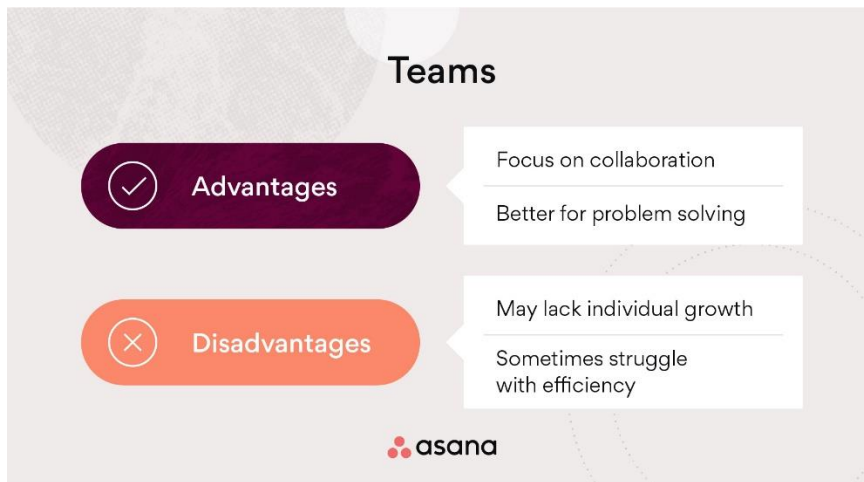 Teams
Advantages
Focus on collaboration
Better for problem solving
Disadvantages
May lack individual growth
Sometimes struggle
with efficiency
asana